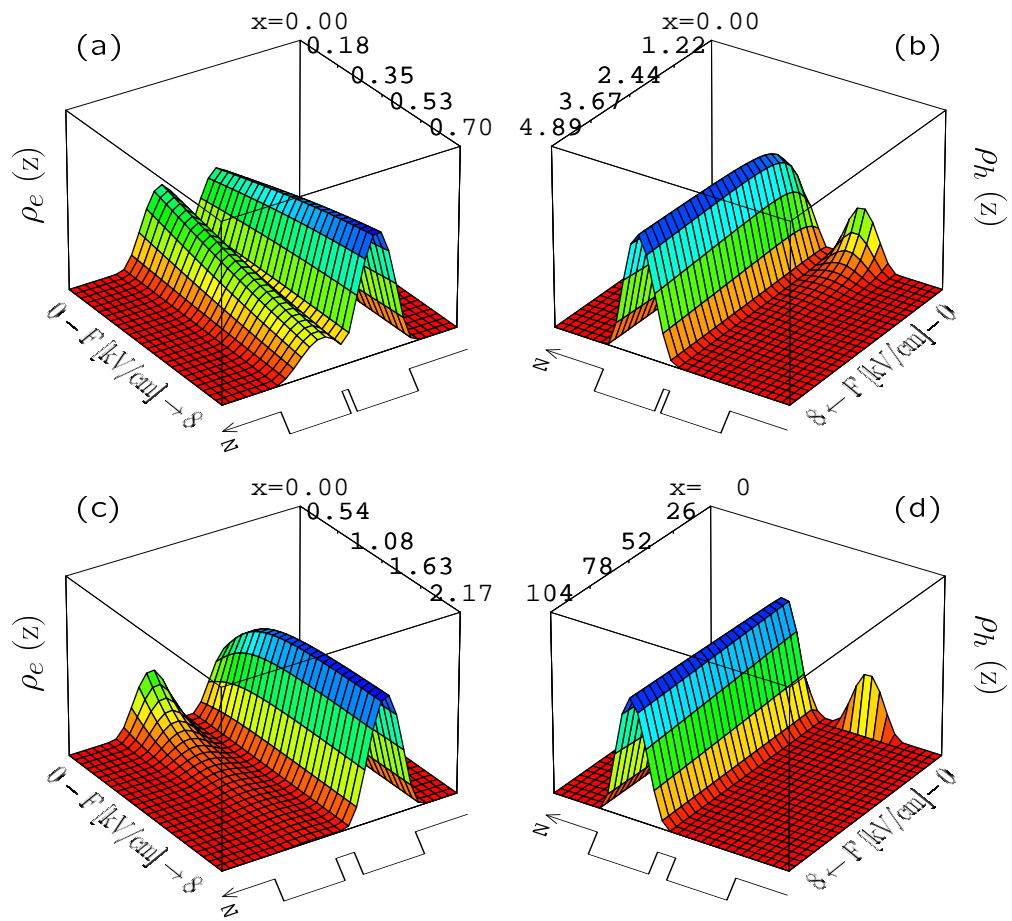 (a)
x=0.00
0.18
0.35
0.53
0.70
ρe (z)
0 – F [kV/cm] → 8
z
(b)
x=0.00
1.22
2.44
3.67
4.89
ρh (z)
8 ← F [kV/cm] – 0
z
(c)
x=0.00
0.54
1.08
1.63
2.17
ρe (z)
0 – F [kV/cm] → 8
z
(d)
x= 0
26
52
78
104
ρh (z)
8 ← F [kV/cm] – 0
z